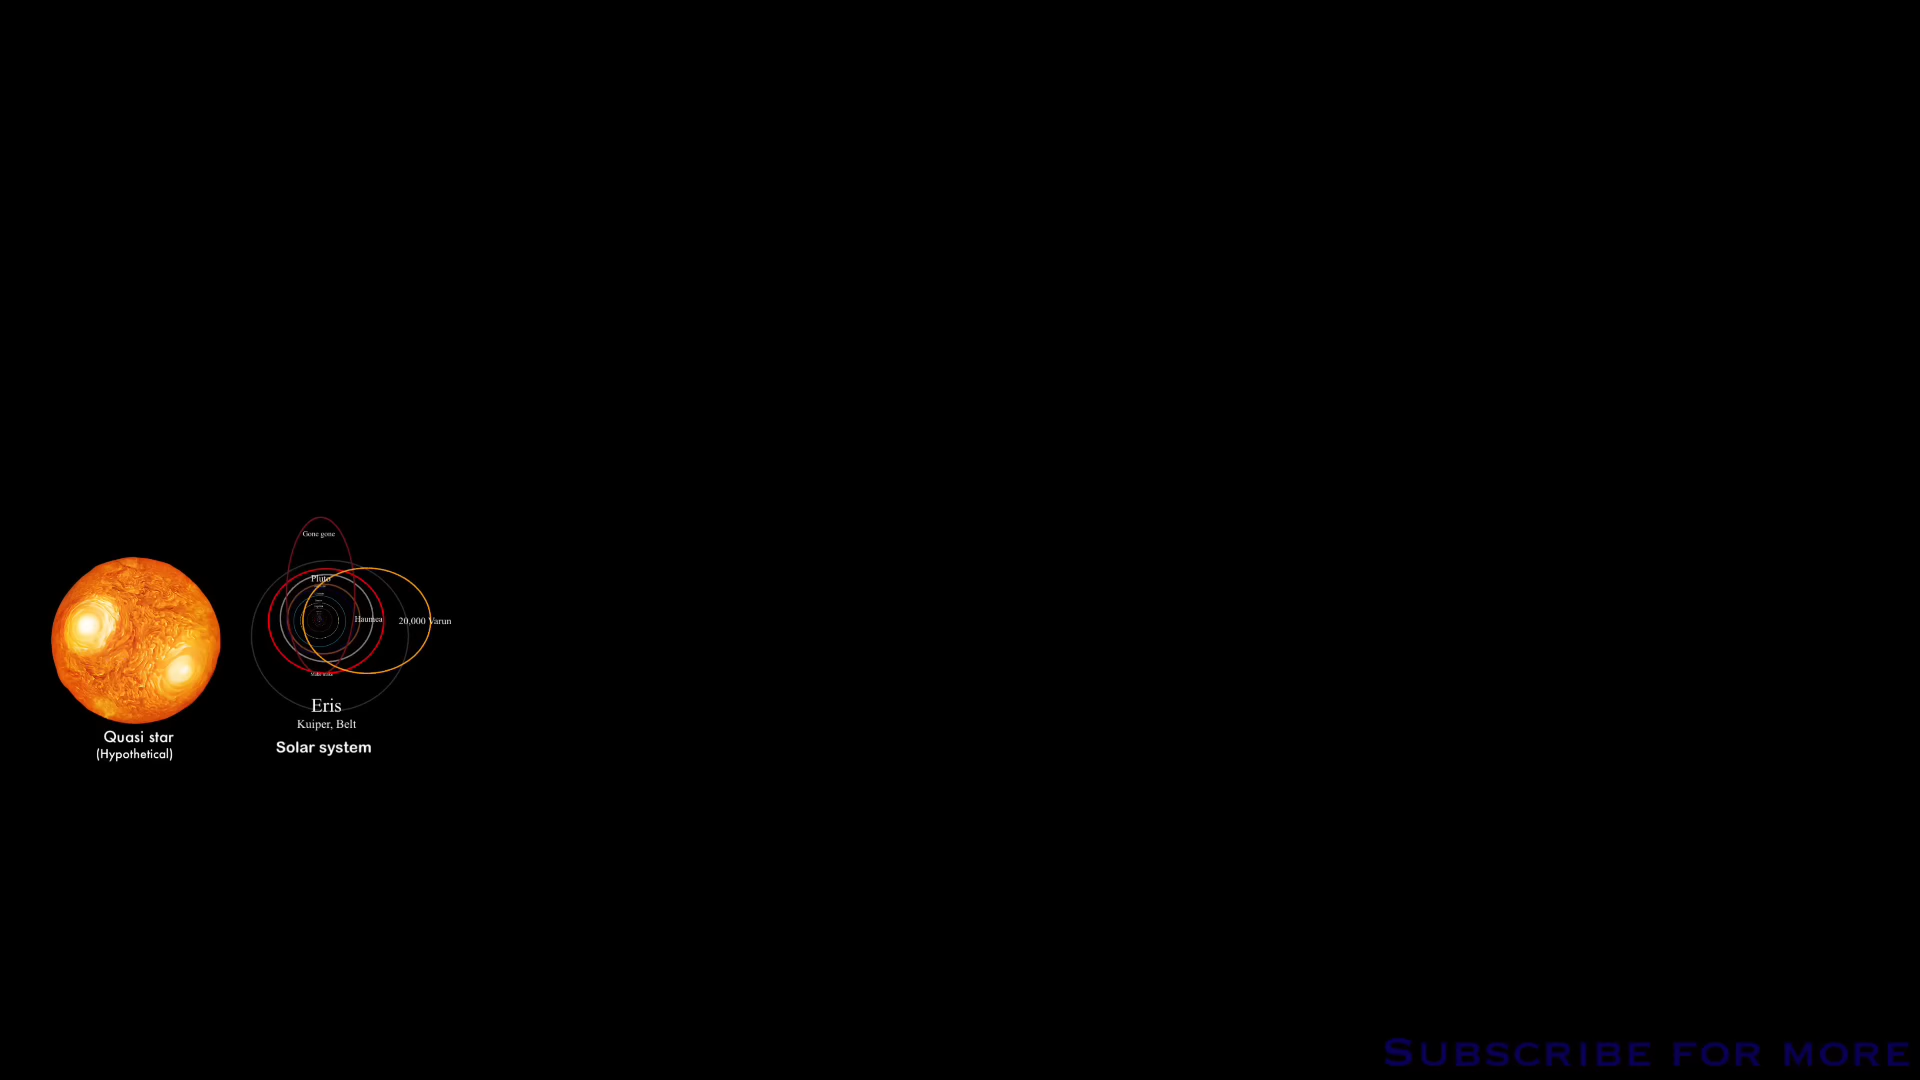 Gone gone
Pluto
Haumea
20,000 Varun
Eris
Kuiper, Belt
Quasi star
(Hypothetical)
Solar system
SUBSCRIBE FOR MORE